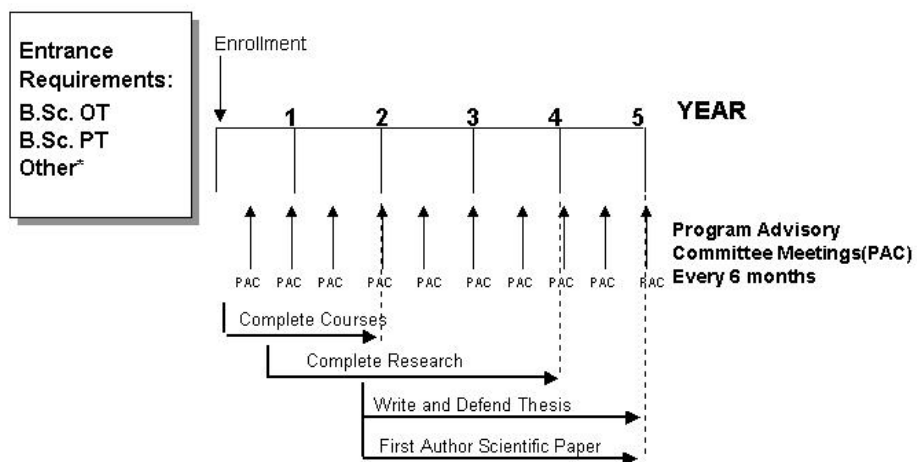 Entrance
Requirements:
B.Sc. OT
B.Sc. PT
Other*
Enrollment
1 2 3 4 5 YEAR
Program Advisory
Committee Meetings(PAC)
Every 6 months
PAC PAC PAC PAC PAC PAC PAC PAC PAC PAC
Complete Courses
Complete Research
Write and Defend Thesis
First Author Scientific Paper